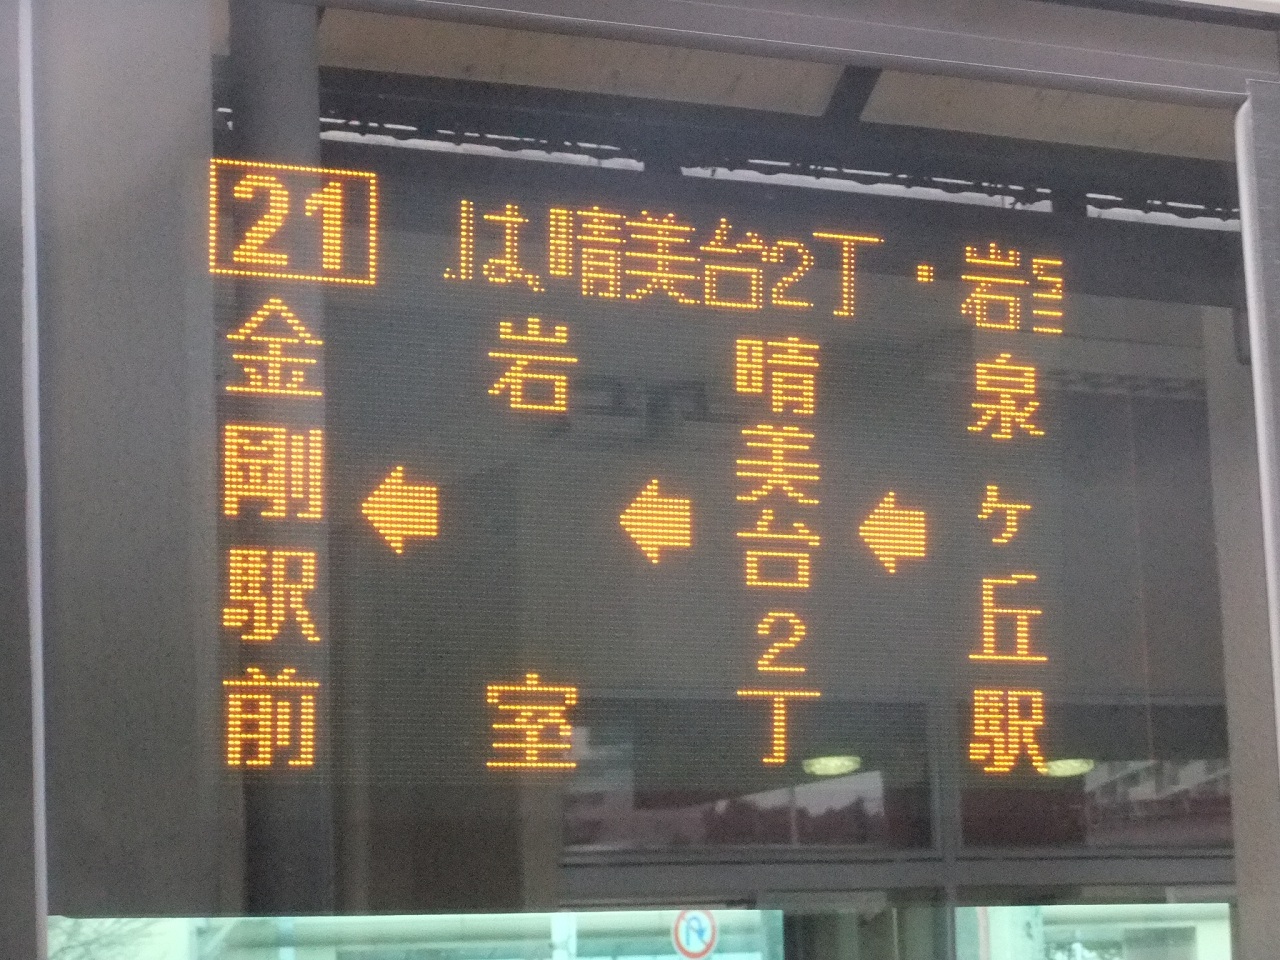 21
は晴美台2丁・岩
泉ヶ丘駅
←
晴美台2丁
←
岩室
←
金剛駅前